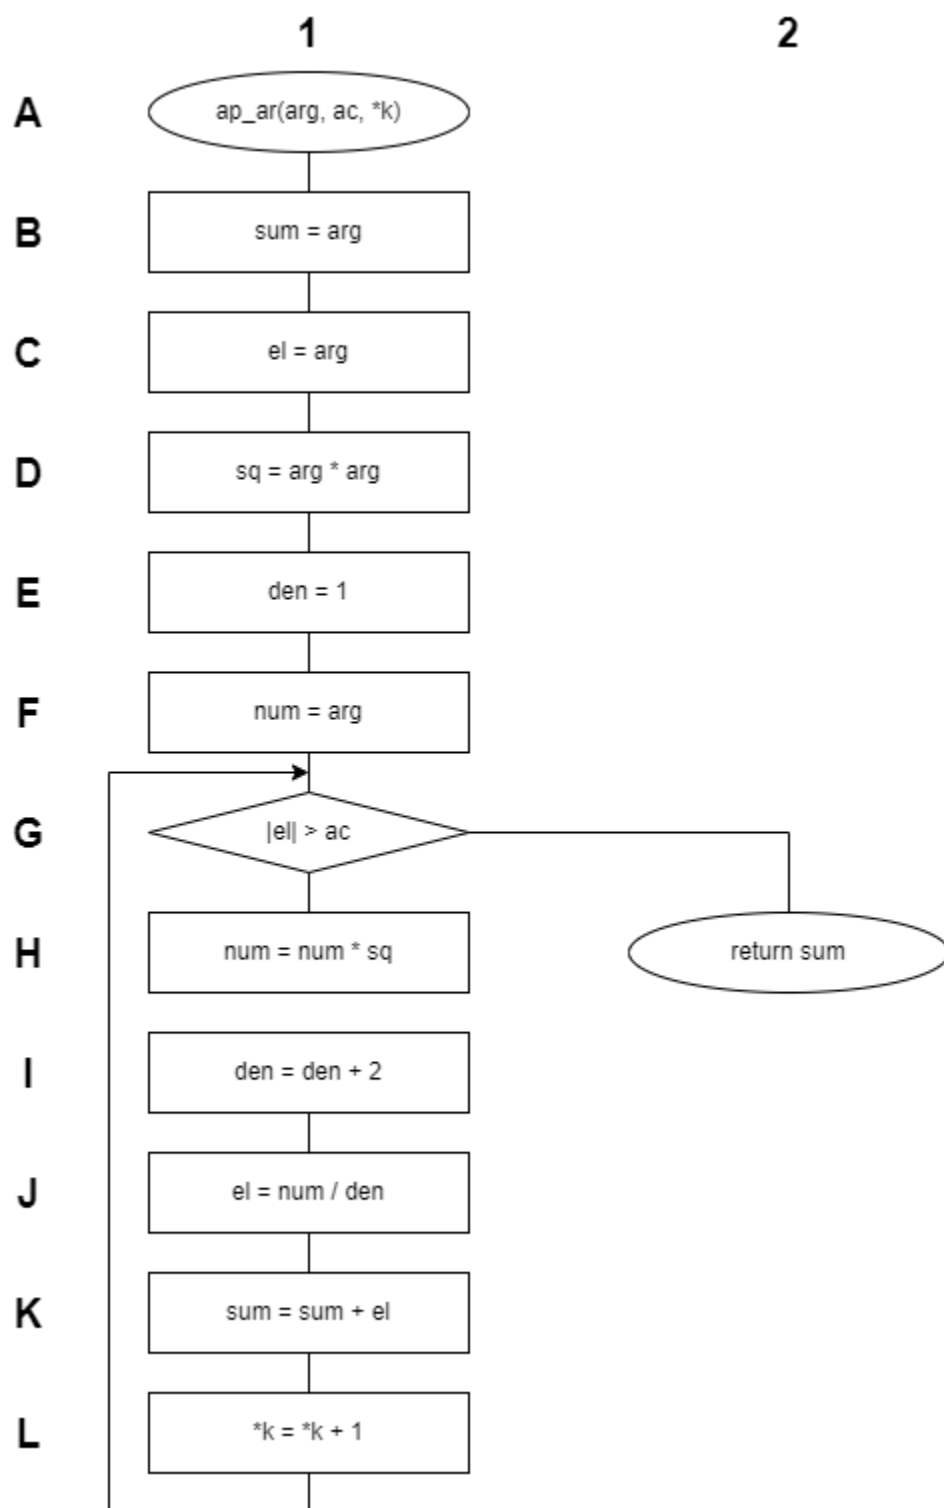 1 2
A ap_ar(arg, ac, *k)
B sum = arg
C el = arg
D sq = arg * arg
E den = 1
F num = arg
G |el| > ac
H num = num * sq return sum
I den = den + 2
J el = num / den
K sum = sum + el
L *k = *k + 1